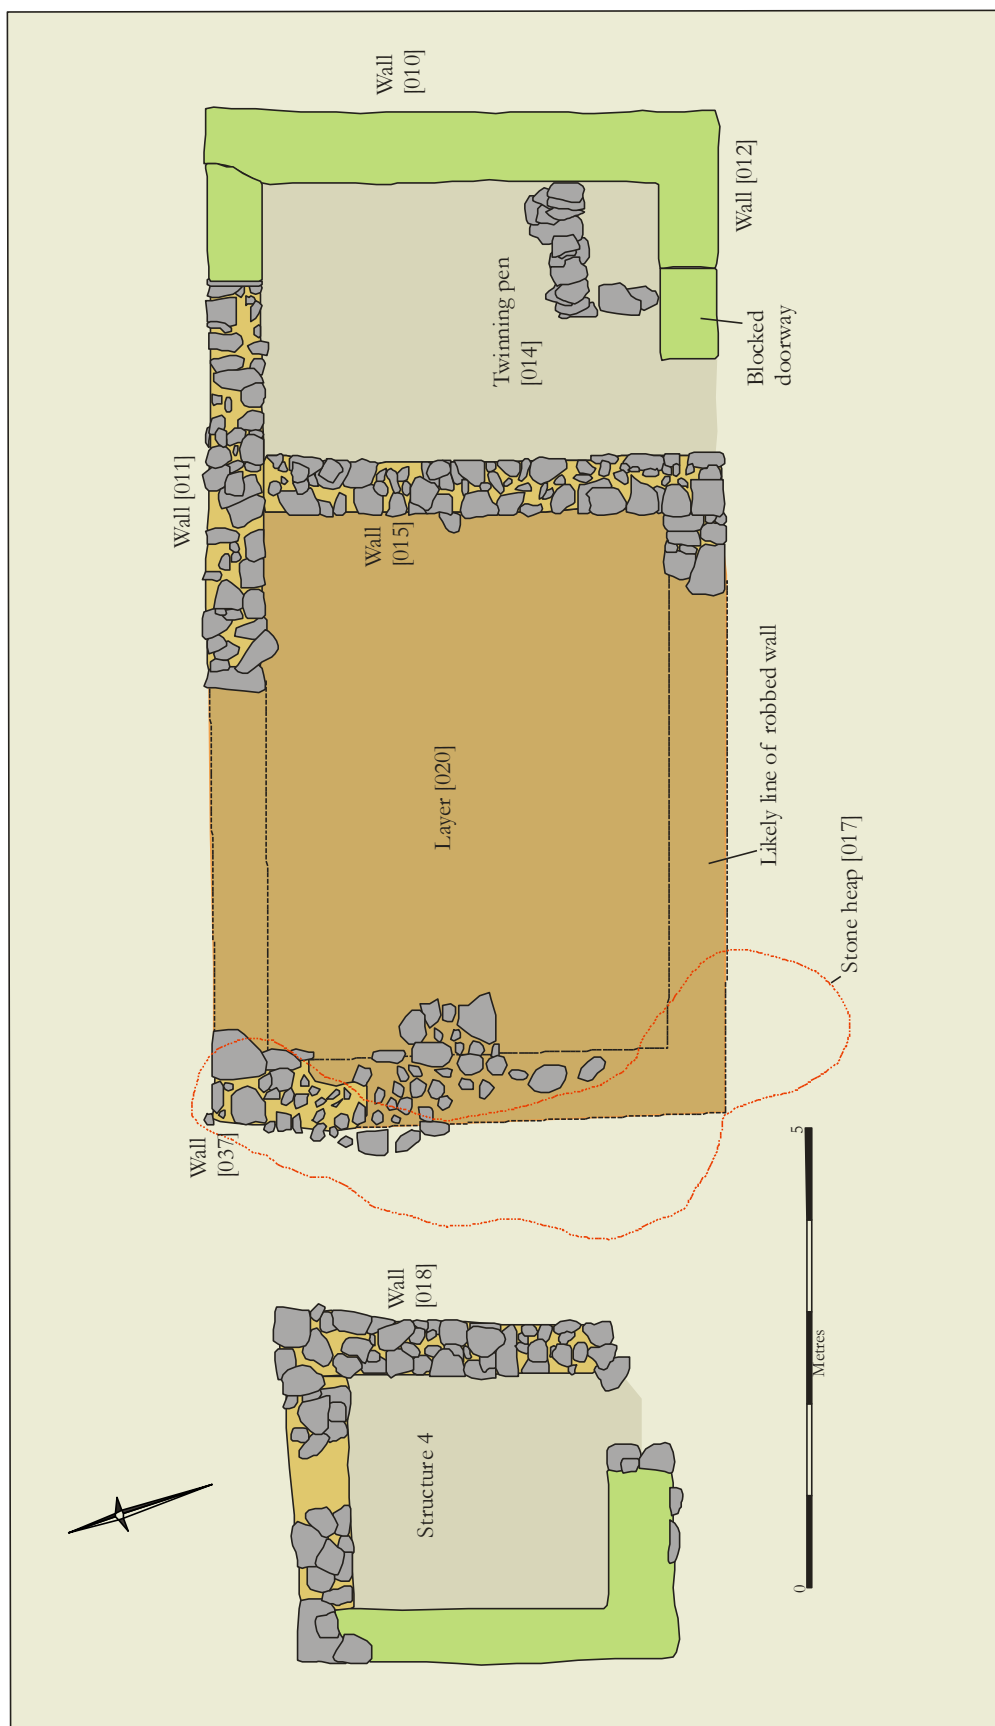 Wall
[010]
Wall [012]
Twinning pen
[014]
Blocked
doorway
Wall [011]
Wall
[015]
Likely line of robbed wall
Layer [020]
Stone heap [017]
Wall
[037]
Wall
[018]
Structure 4
5
Metres
0